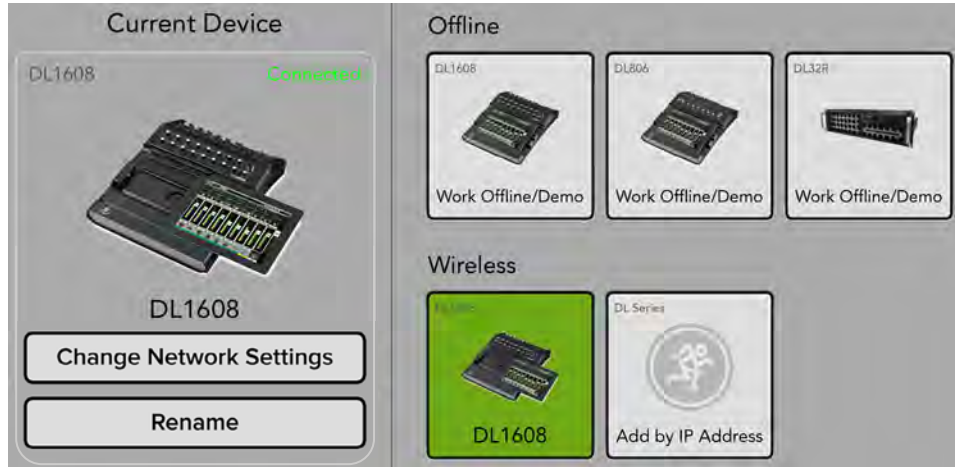 Current Device
DL1608
Connected
DL1608
Change Network Settings
Rename
Offline
DL1608
Work Offline/Demo
DL806
Work Offline/Demo
DL32R
Work Offline/Demo
Wireless
DL1608
DL1608
DL Series
Add by IP Address